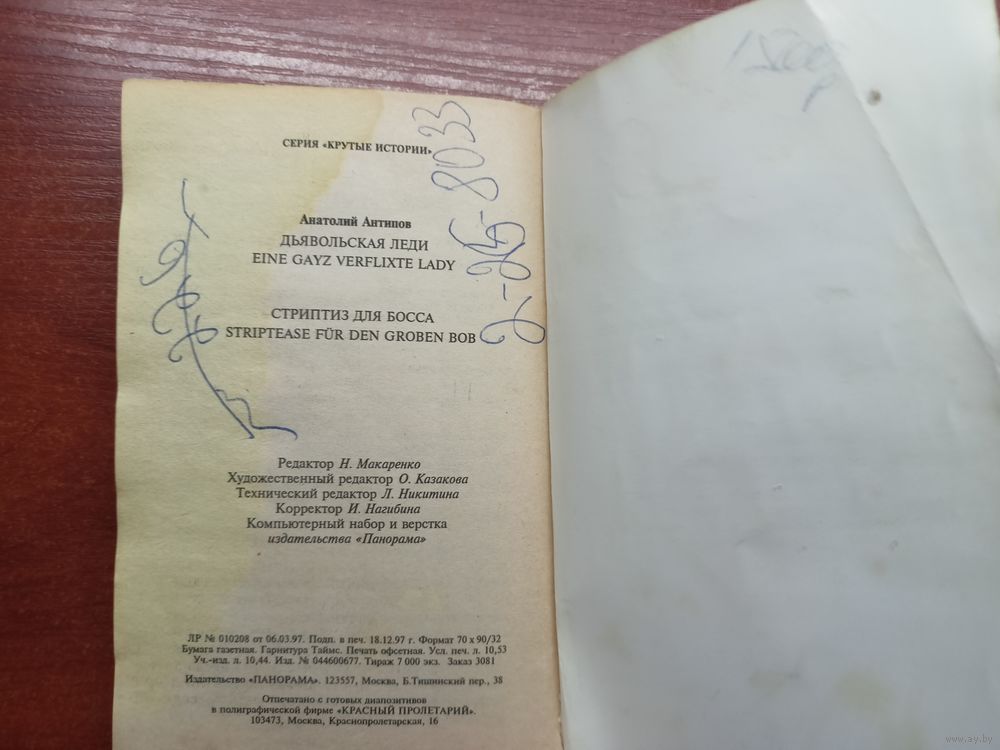 СЕРИЯ «КРУТЫЕ ИСТОРИИ»
Анатолий Антипов
ДЬЯВОЛЬСКАЯ ЛЕДИ
EINE GAYZ VERFLIXTE LADY
СТРИПТИЗ ДЛЯ БОССА
STRIPTEASE FÜR DEN GROBEN BOB
Редактор Н. Макаренко
Художественный редактор О. Казакова
Технический редактор Л. Никитина
Корректор И. Нагибина
Компьютерный набор и верстка
издательства «Панорама»
ЛР № 010208 от 06.03.97. Подп. в печ. 18.12.97 г. Формат 70 x 90/32
Бумага газетная. Гарнитура Таймс. Печать офсетная. Усл. печ. л. 10,53
Уч.-изд. л. 10,44. Изд. № 044600677. Тираж 7 000 экз. Заказ 3081
Издательство «ПАНОРАМА». 123557, Москва, Б.Тишинский пер., 38
Отпечатано с готовых диапозитивов
в полиграфической фирме «КРАСНЫЙ ПРОЛЕТАРИЙ».
103473, Москва, Краснопролетарская, 16
8033
www.ay.by